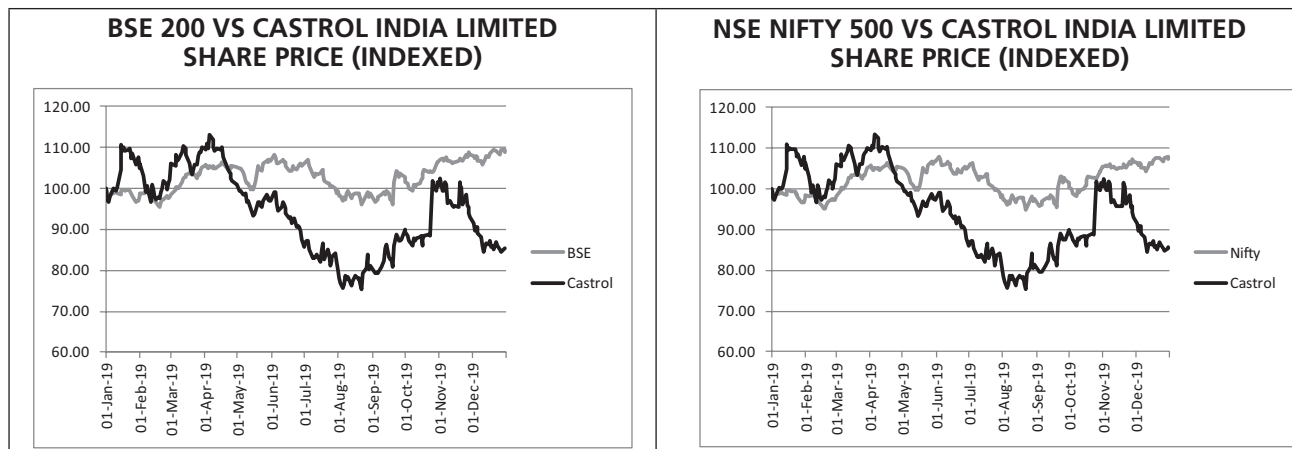 BSE 200 VS CASTROL INDIA LIMITED
SHARE PRICE (INDEXED)
120.00
110.00
100.00
90.00
80.00
70.00
60.00
BSE
Castrol
01-Jan-19
01-Feb-19
01-Mar-19
01-Apr-19
01-May-19
01-Jun-19
01-Jul-19
01-Aug-19
01-Sep-19
01-Oct-19
01-Nov-19
01-Dec-19
NSE NIFTY 500 VS CASTROL INDIA LIMITED
SHARE PRICE (INDEXED)
120.00
110.00
100.00
90.00
80.00
70.00
60.00
Nifty
Castrol
01-Jan-19
01-Feb-19
01-Mar-19
01-Apr-19
01-May-19
01-Jun-19
01-Jul-19
01-Aug-19
01-Sep-19
01-Oct-19
01-Nov-19
01-Dec-19